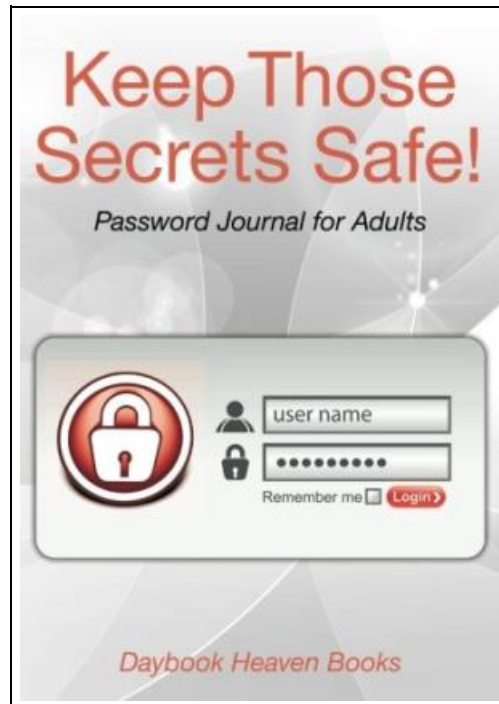 Keep Those
Secrets Safe!
Password Journal for Adults
user name
•••••••••
Remember me
Login
Daybook Heaven Books